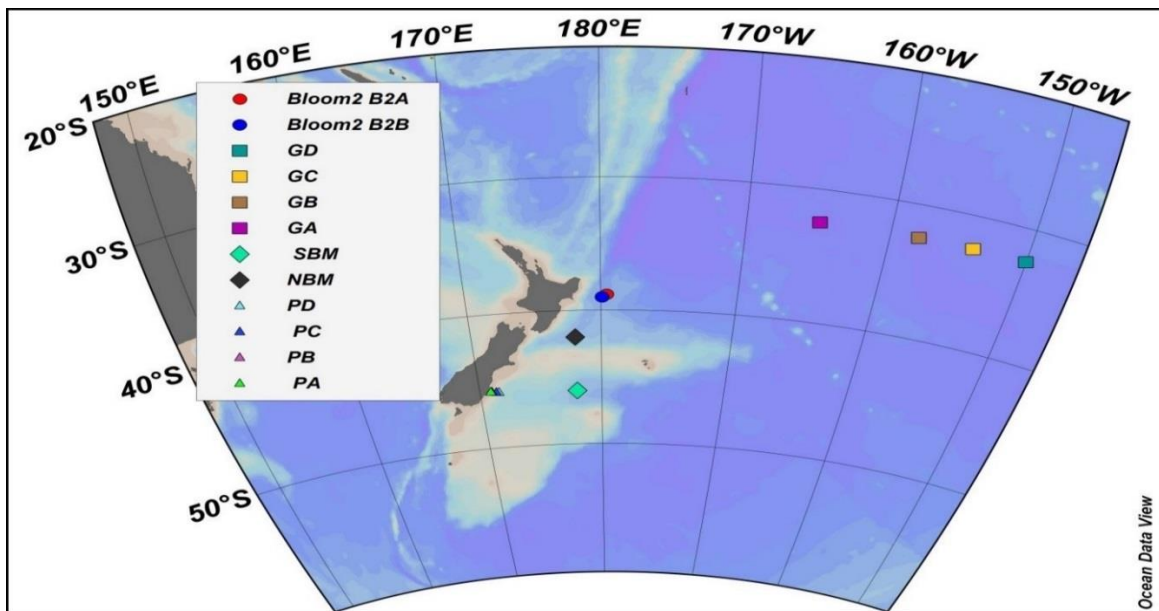 150°E
160°E
170°E
180°E
170°W
160°W
150°W
20°S
30°S
40°S
50°S
Bloom2 B2A
Bloom2 B2B
GD
GC
GB
GA
SBM
NBM
PD
PC
PB
PA
Ocean Data View